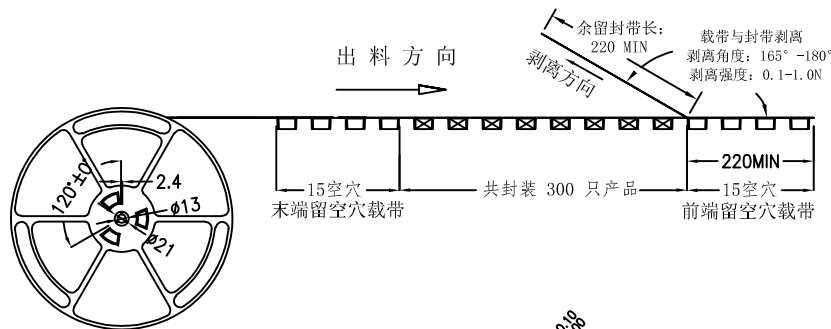 余留封带长:
220 MIN
载带与封带剥离
剥离角度: 165° -180°
剥离强度: 0.1-1.0N
剥离方向
出料方向
120°±0°
2.4
ø13
ø21
15空穴
末端留空穴载带
共封装 300 只产品
220MIN
15空穴
前端留空穴载带